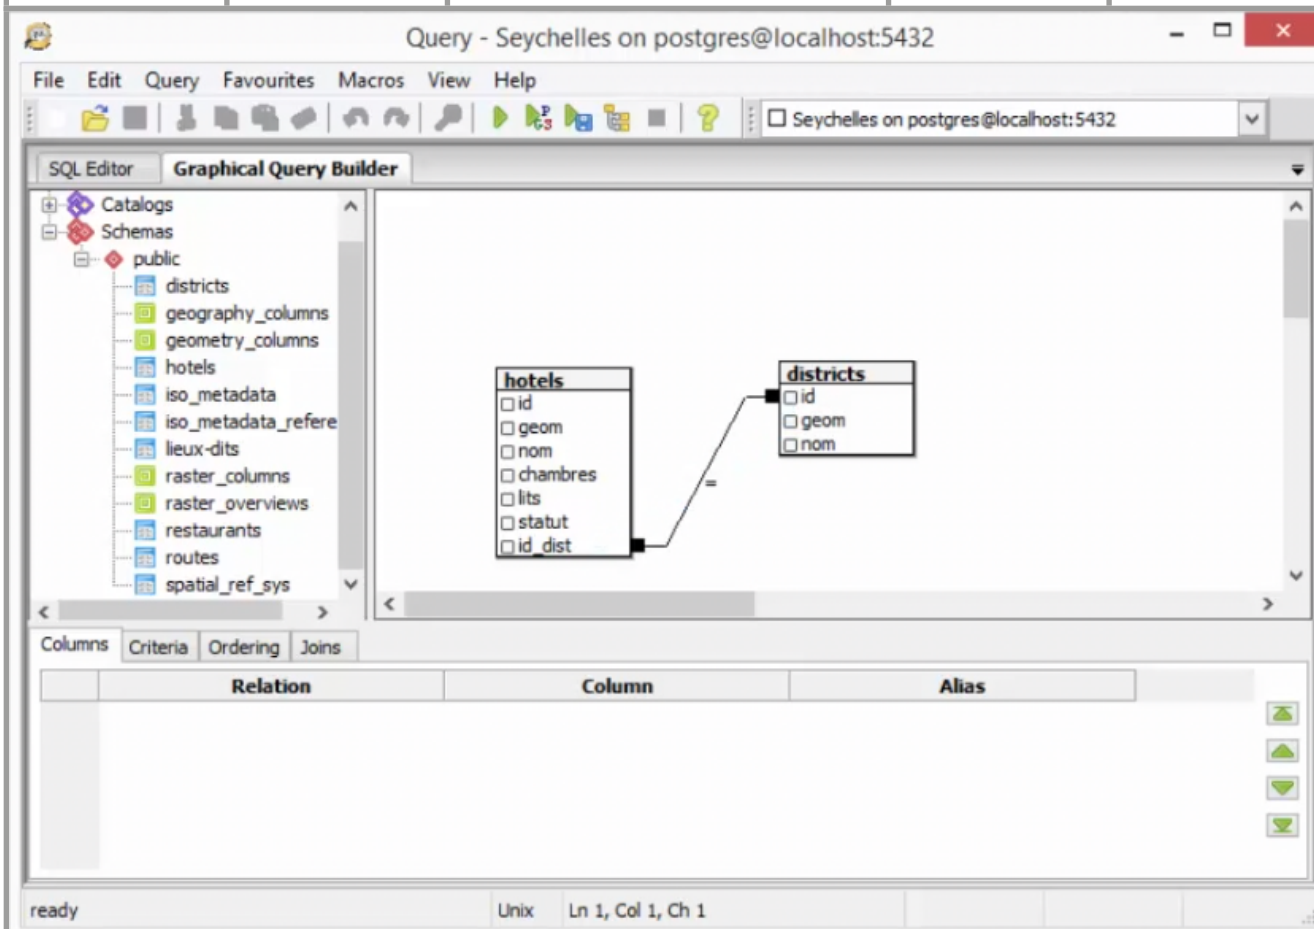 Query - Seychelles on postgres@localhost:5432
File Edit Query Favourites Macros View Help
Seychelles on postgres@localhost:5432
SQL Editor Graphical Query Builder
Catalogs
Schemas
public
districts
geography_columns
geometry_columns
hotels
iso_metadata
iso_metadata_refere
lieux-dits
raster_columns
raster_overviews
restaurants
routes
spatial_ref_sys
hotels
id
geom
nom
chambres
lits
statut
id_dist
=
districts
id
geom
nom
Columns Criteria Ordering Joins
Relation Column Alias
ready Unix Ln 1, Col 1, Ch 1